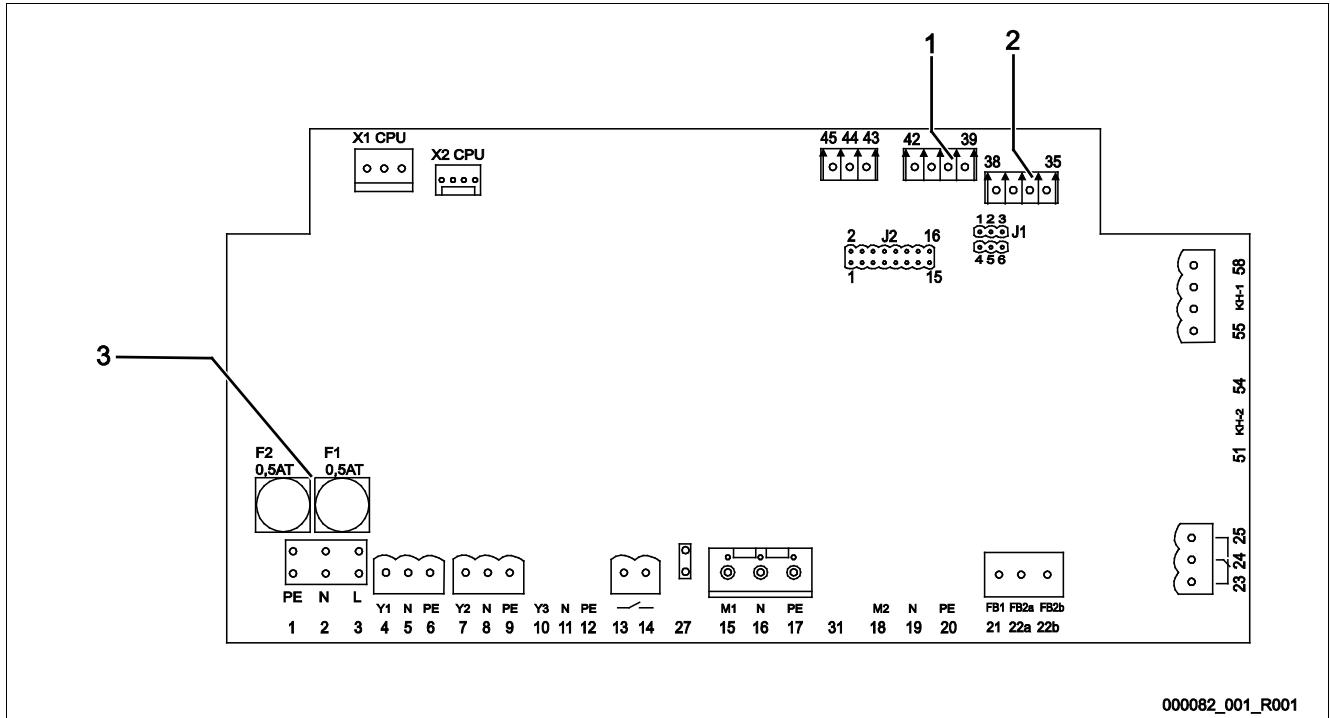 1 2
X1 CPU
X2 CPU
45 44 43
42 39
38 35
1 2 3
J1
4 5 6
2 J2 16
1 15
58
KH-1
55
54
KH-2
51
3
F2 F1
0,5AT 0,5AT
25
24
23
PE N L
Y1 N PE Y2 N PE Y3 N PE M1 N PE M2 N PE FB1 FB2a FB2b
1 2 3 4 5 6 7 8 9 10 11 12 13 14 27 15 16 17 31 18 19 20 21 22a 22b
000082_001_R001